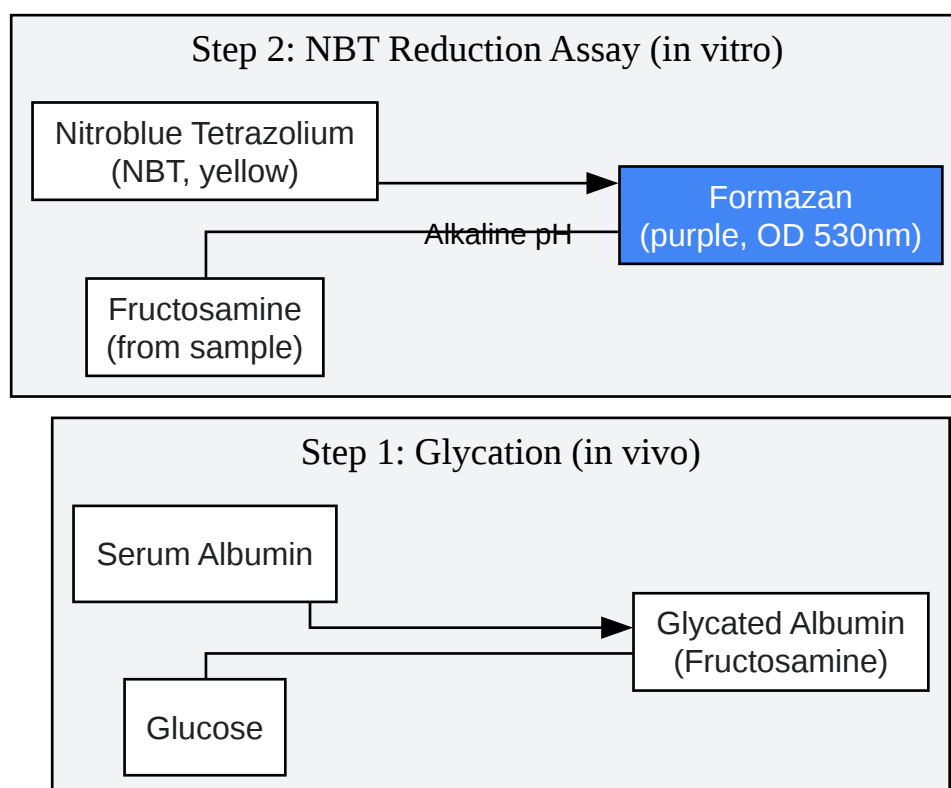 Step 2: NBT Reduction Assay (in vitro)
Nitroblue Tetrazolium
(NBT, yellow)
Formazan
(purple, OD 530nm)
Alkaline pH
Fructosamine
(from sample)
Step 1: Glycation (in vivo)
Serum Albumin
Glycated Albumin
(Fructosamine)
Glucose